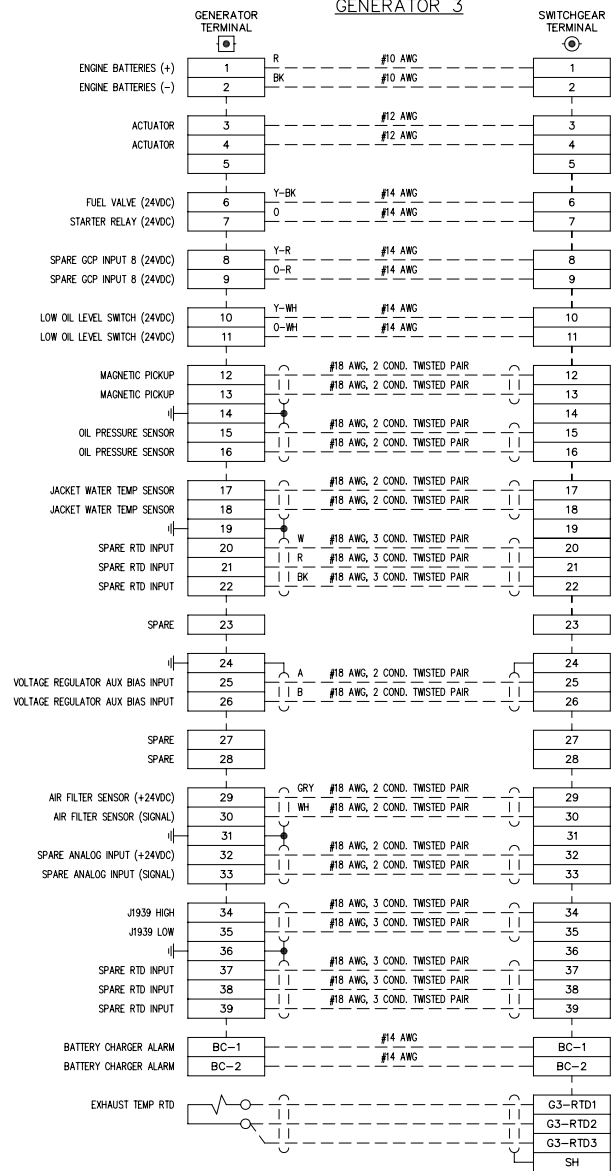 GENERATOR 3
GENERATOR TERMINAL
SWITCHGEAR TERMINAL
ENGINE BATTERIES (+) 1 R #10 AWG 1
ENGINE BATTERIES (-) 2 BK #10 AWG 2
ACTUATOR 3 #12 AWG 3
ACTUATOR 4 #12 AWG 4
5 5
FUEL VALVE (24VDC) 6 Y-BK #14 AWG 6
STARTER RELAY (24VDC) 7 O #14 AWG 7
SPARE GCP INPUT 8 (24VDC) 8 Y-R #14 AWG 8
SPARE GCP INPUT 8 (24VDC) 9 O-R #14 AWG 9
LOW OIL LEVEL SWITCH (24VDC) 10 Y-WH #14 AWG 10
LOW OIL LEVEL SWITCH (24VDC) 11 O-WH #14 AWG 11
MAGNETIC PICKUP 12 #18 AWG, 2 COND. TWISTED PAIR 12
MAGNETIC PICKUP 13 #18 AWG, 2 COND. TWISTED PAIR 13
14 14
OIL PRESSURE SENSOR 15 #18 AWG, 2 COND. TWISTED PAIR 15
OIL PRESSURE SENSOR 16 #18 AWG, 2 COND. TWISTED PAIR 16
JACKET WATER TEMP SENSOR 17 #18 AWG, 2 COND. TWISTED PAIR 17
JACKET WATER TEMP SENSOR 18 #18 AWG, 2 COND. TWISTED PAIR 18
19 19
SPARE RTD INPUT 20 W #18 AWG, 3 COND. TWISTED PAIR 20
SPARE RTD INPUT 21 R #18 AWG, 3 COND. TWISTED PAIR 21
SPARE RTD INPUT 22 BK #18 AWG, 3 COND. TWISTED PAIR 22
SPARE 23 23
24 24
VOLTAGE REGULATOR AUX BIAS INPUT 25 A #18 AWG, 2 COND. TWISTED PAIR 25
VOLTAGE REGULATOR AUX BIAS INPUT 26 B #18 AWG, 2 COND. TWISTED PAIR 26
SPARE 27 27
SPARE 28 28
AIR FILTER SENSOR (+24VDC) 29 GRY #18 AWG, 2 COND. TWISTED PAIR 29
AIR FILTER SENSOR (SIGNAL) 30 WH #18 AWG, 2 COND. TWISTED PAIR 30
31 31
SPARE ANALOG INPUT (+24VDC) 32 #18 AWG, 2 COND. TWISTED PAIR 32
SPARE ANALOG INPUT (SIGNAL) 33 #18 AWG, 2 COND. TWISTED PAIR 33
J1939 HIGH 34 #18 AWG, 3 COND. TWISTED PAIR 34
J1939 LOW 35 #18 AWG, 3 COND. TWISTED PAIR 35
36 36
SPARE RTD INPUT 37 #18 AWG, 3 COND. TWISTED PAIR 37
SPARE RTD INPUT 38 #18 AWG, 3 COND. TWISTED PAIR 38
SPARE RTD INPUT 39 #18 AWG, 3 COND. TWISTED PAIR 39
BATTERY CHARGER ALARM BC-1 #14 AWG BC-1
BATTERY CHARGER ALARM BC-2 #14 AWG BC-2
EXHAUST TEMP RTD G3-RTD1
G3-RTD2
G3-RTD3
SH